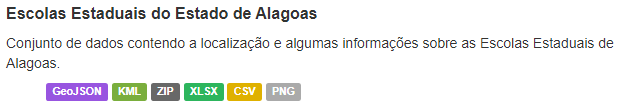 Escolas Estaduais do Estado de Alagoas
Conjunto de dados contendo a localização e algumas informações sobre as Escolas Estaduais de
Alagoas.
GeoJSON KML ZIP XLSX CSV PNG